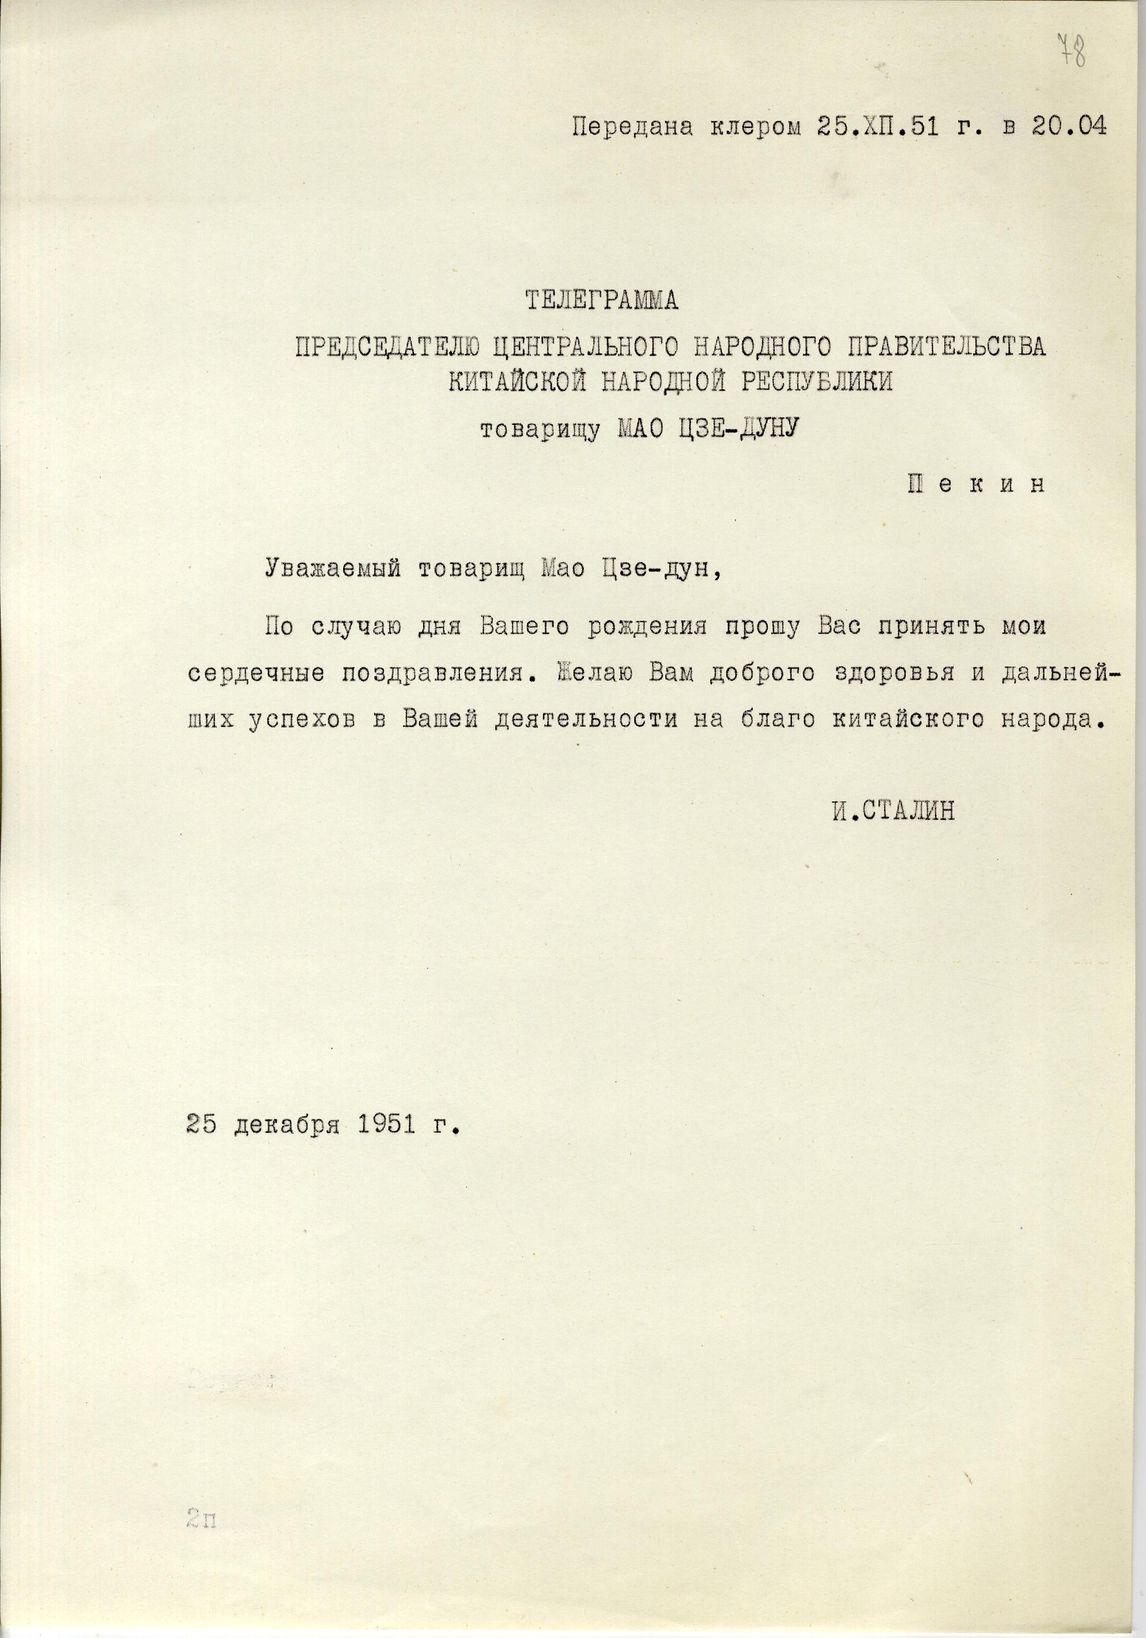 78
Передана клером 25.ХП.51 г. в 20.04
ТЕЛЕГРАММА
ПРЕДСЕДАТЕЛЮ ЦЕНТРАЛЬНОГО НАРОДНОГО ПРАВИТЕЛЬСТВА
КИТАЙСКОЙ НАРОДНОЙ РЕСПУБЛИКИ
товарищу МАО ЦЗЕ-ДУНУ
П е к и н
Уважаемый товарищ Мао Цзе-дун,
По случаю дня Вашего рождения прошу Вас принять мои
сердечные поздравления. Желаю Вам доброго здоровья и дальней-
ших успехов в Вашей деятельности на благо китайского народа.
И.СТАЛИН
25 декабря 1951 г.
2п